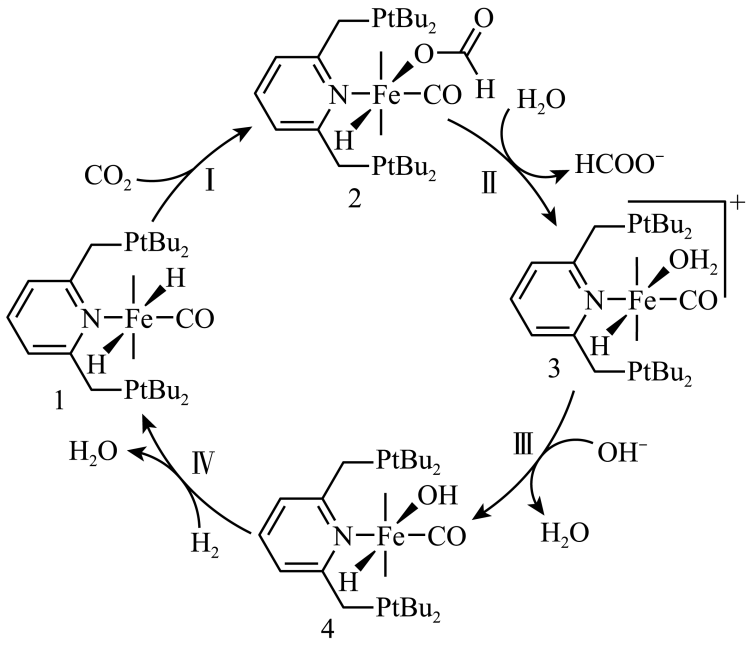 PtBu₂
O
O
H
N
Fe
CO
H
PtBu₂
2
H₂O
HCOO⁻
Ⅱ
CO₂
Ⅰ
PtBu₂
H
N
Fe
CO
H
PtBu₂
1
+
PtBu₂
OH₂
N
Fe
CO
H
PtBu₂
3
Ⅲ
OH⁻
H₂O
H₂O
Ⅳ
H₂
PtBu₂
OH
N
Fe
CO
H
PtBu₂
4